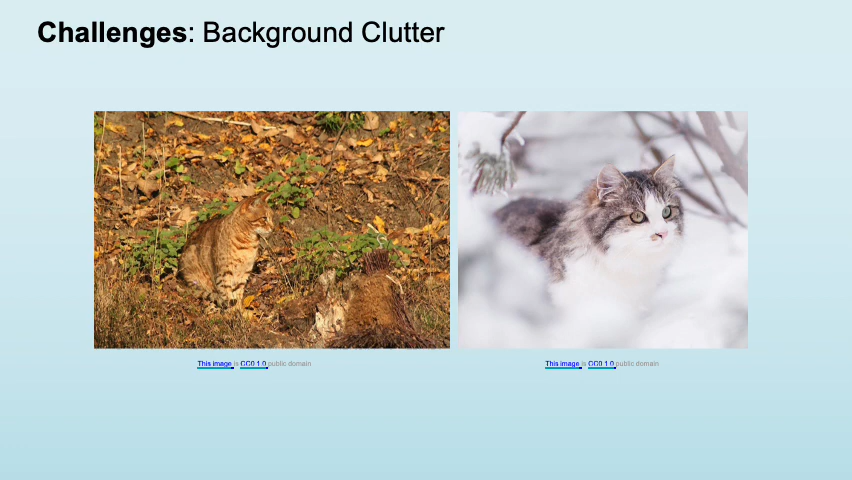 Challenges: Background Clutter
This image is CC0 1.0 public domain
This image is CC0 1.0 public domain